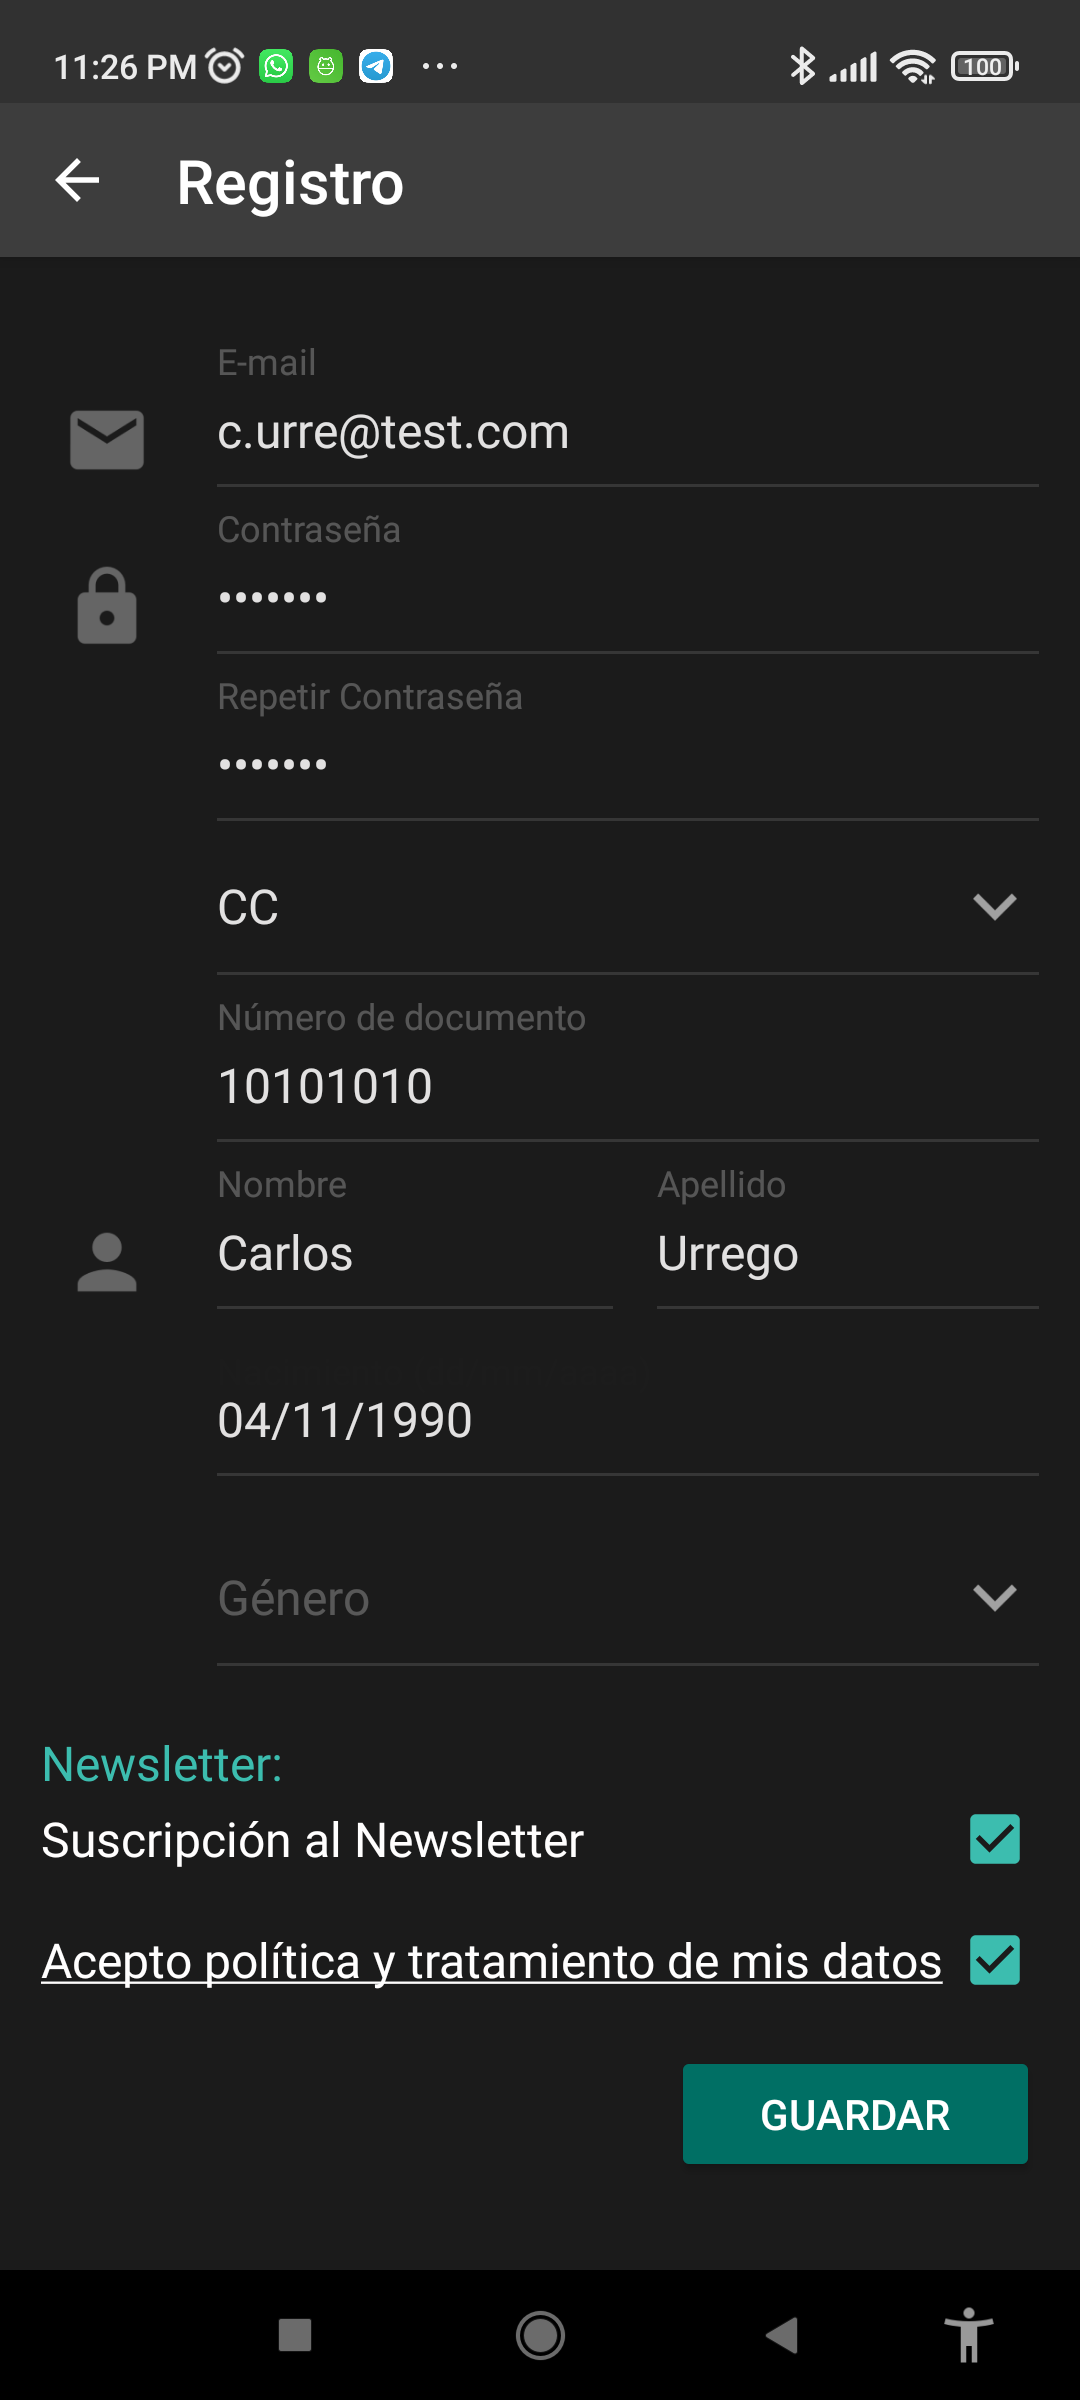 11:26 PM
100
Registro
E-mail
c.urre@test.com
Contraseña
•••••••
Repetir Contraseña
•••••••
CC
Número de documento
10101010
Nombre Apellido
Carlos Urrego
04/11/1990
Género
Newsletter:
Suscripción al Newsletter
Acepto política y tratamiento de mis datos
GUARDAR